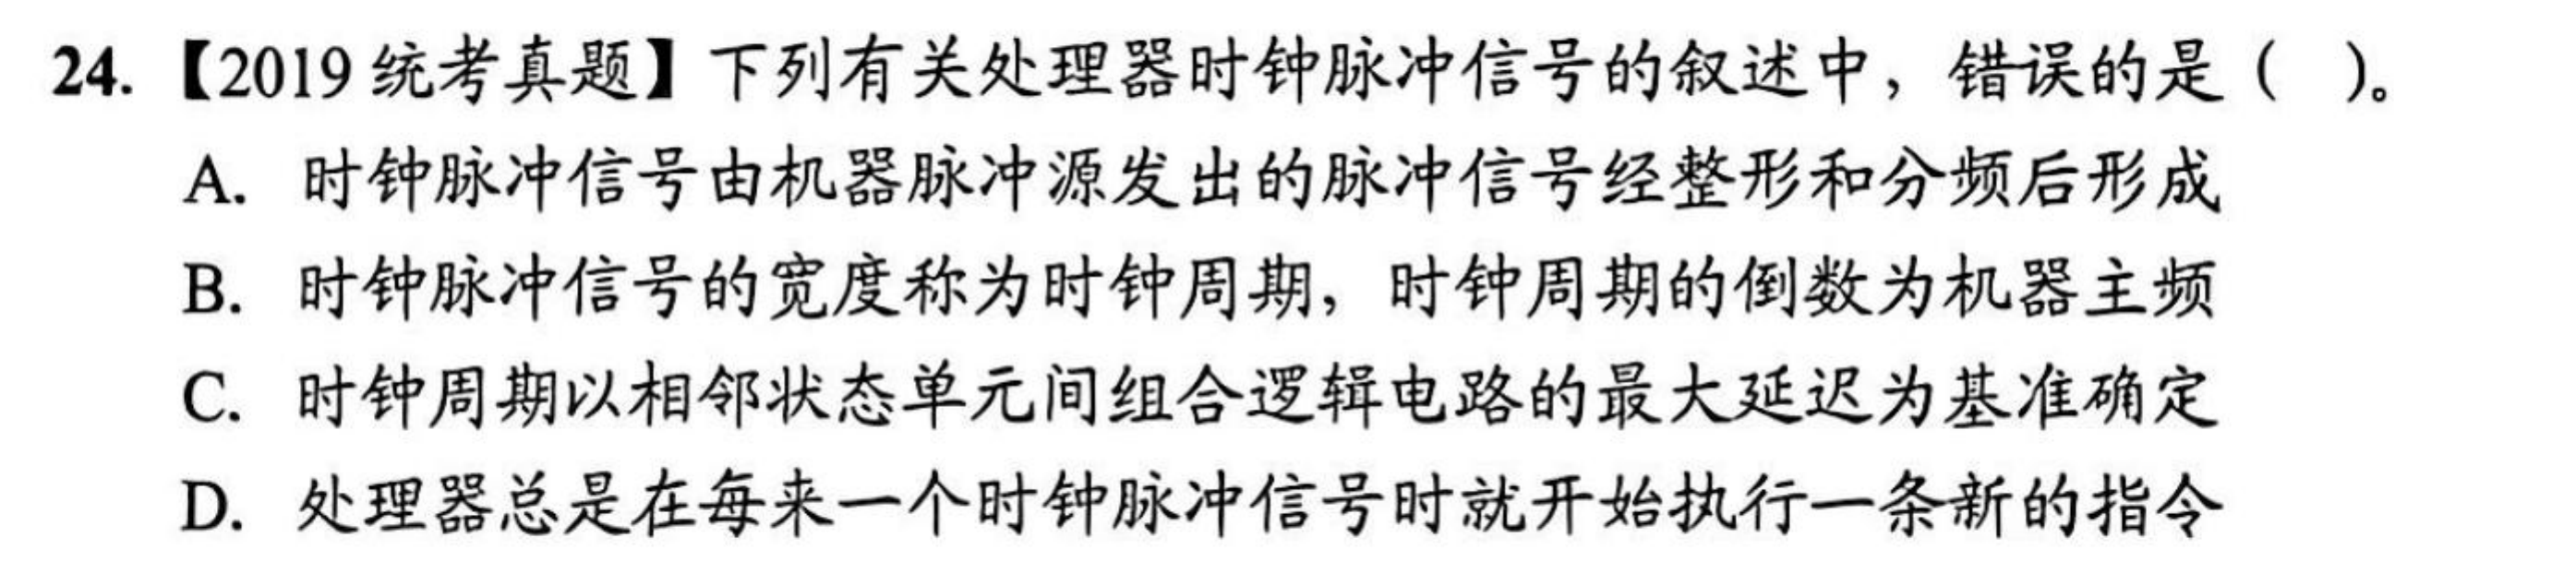 24.【2019 统考真题】下列有关处理器时钟脉冲信号的叙述中，错误的是（　）。
A. 时钟脉冲信号由机器脉冲源发出的脉冲信号经整形和分频后形成
B. 时钟脉冲信号的宽度称为时钟周期，时钟周期的倒数为机器主频
C. 时钟周期以相邻状态单元间组合逻辑电路的最大延迟为基准确定
D. 处理器总是在每来一个时钟脉冲信号时就开始执行一条新的指令